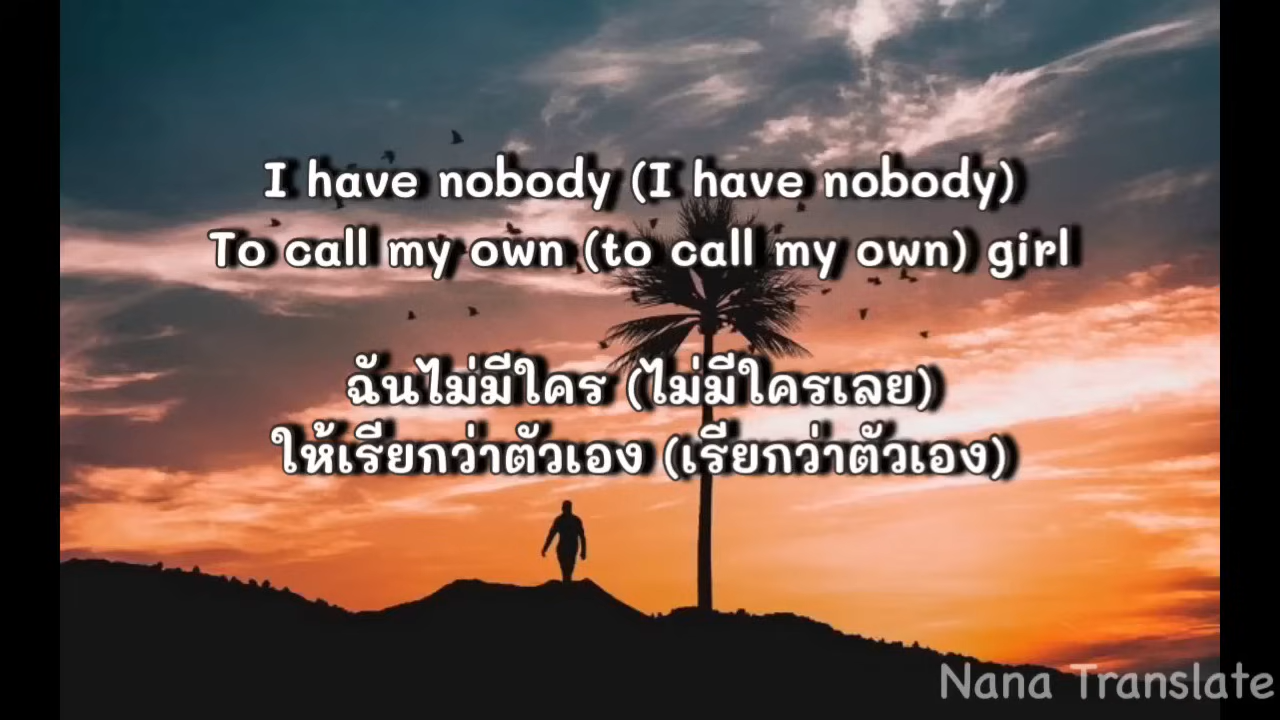 I have nobody (I have nobody)
To call my own (to call my own) girl
ฉันไม่มีใคร (ไม่มีใครเลย)
ให้เรียกว่าตัวเอง (เรียกว่าตัวเอง)
Nana Translate